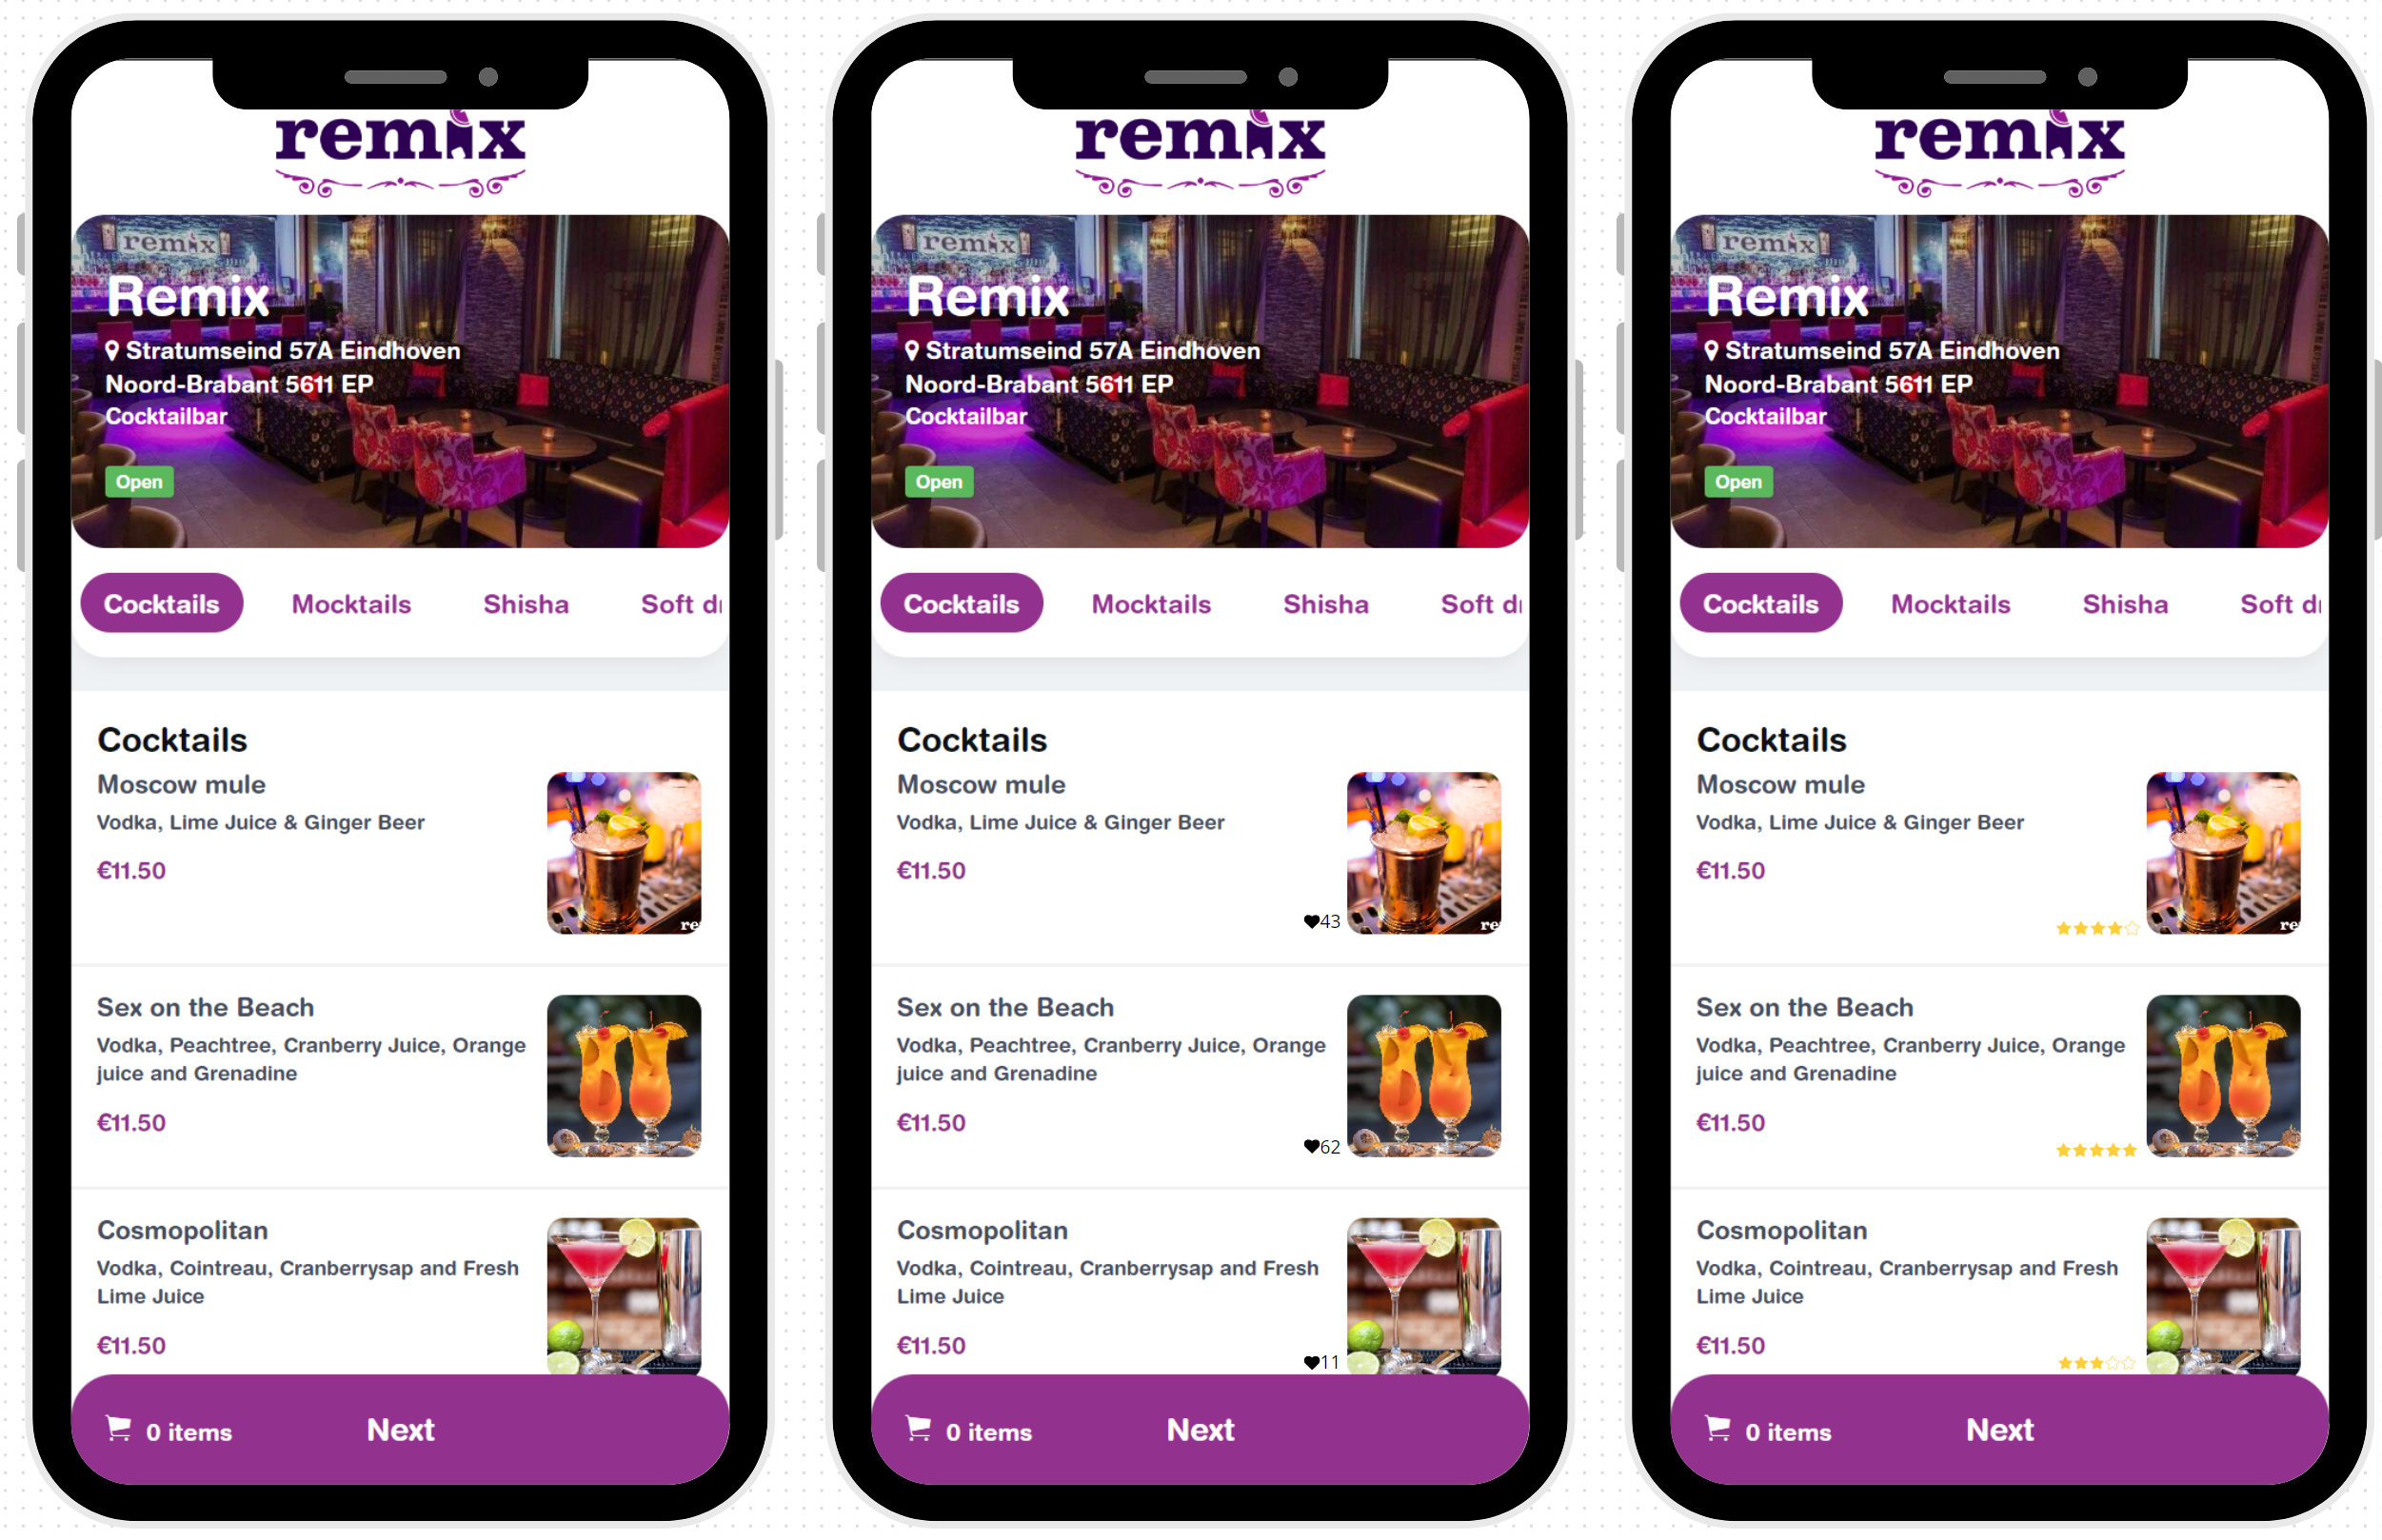 remix
remix
Remix
Stratumseind 57A Eindhoven
Noord-Brabant 5611 EP
Cocktailbar
Open
Cocktails Mocktails Shisha Soft
Cocktails
Moscow mule
Vodka, Lime Juice & Ginger Beer
€11.50
re
Sex on the Beach
Vodka, Peachtree, Cranberry Juice, Orange
juice and Grenadine
€11.50
Cosmopolitan
Vodka, Cointreau, Cranberrysap and Fresh
Lime Juice
€11.50
0 items Next
remix
remix
Remix
Stratumseind 57A Eindhoven
Noord-Brabant 5611 EP
Cocktailbar
Open
Cocktails Mocktails Shisha Soft
Cocktails
Moscow mule
Vodka, Lime Juice & Ginger Beer
€11.50
43
re
Sex on the Beach
Vodka, Peachtree, Cranberry Juice, Orange
juice and Grenadine
€11.50
62
Cosmopolitan
Vodka, Cointreau, Cranberrysap and Fresh
Lime Juice
€11.50
11
0 items Next
remix
remix
Remix
Stratumseind 57A Eindhoven
Noord-Brabant 5611 EP
Cocktailbar
Open
Cocktails Mocktails Shisha Soft
Cocktails
Moscow mule
Vodka, Lime Juice & Ginger Beer
€11.50
re
Sex on the Beach
Vodka, Peachtree, Cranberry Juice, Orange
juice and Grenadine
€11.50
Cosmopolitan
Vodka, Cointreau, Cranberrysap and Fresh
Lime Juice
€11.50
0 items Next